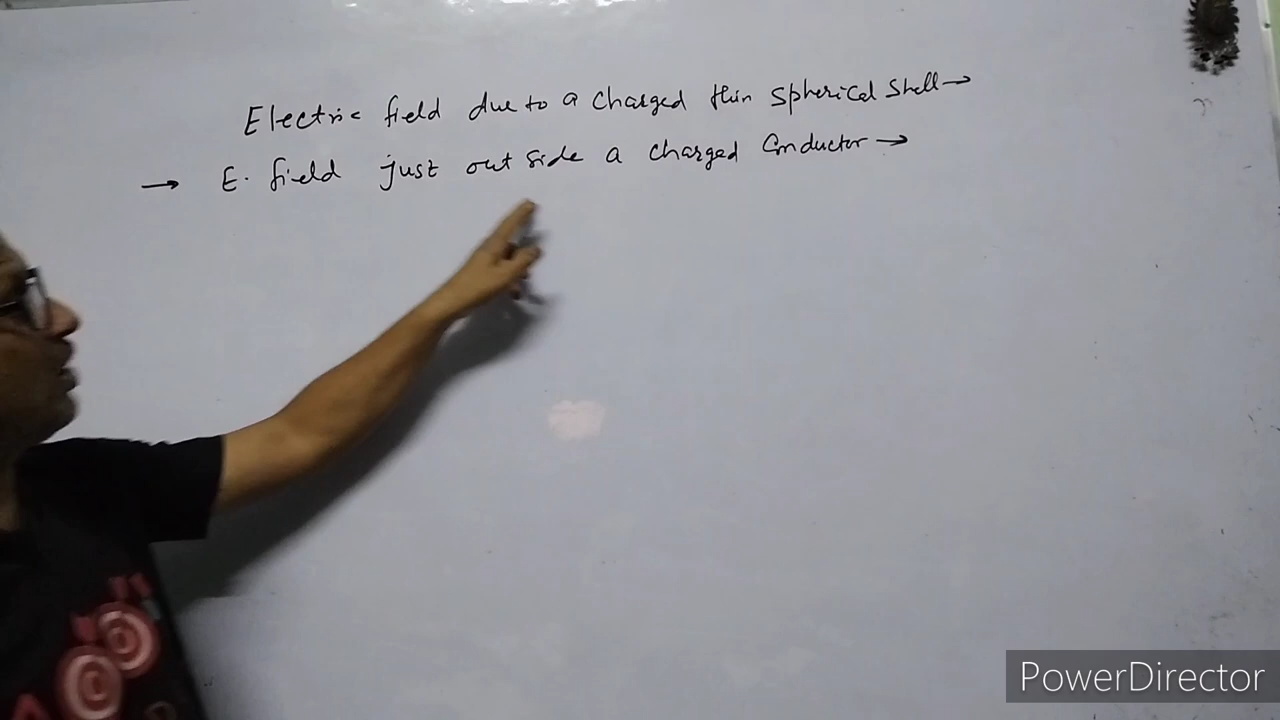 Electric field due to a charged thin spherical shell→
→ E. field just outside a charged Conductor→
PowerDirector